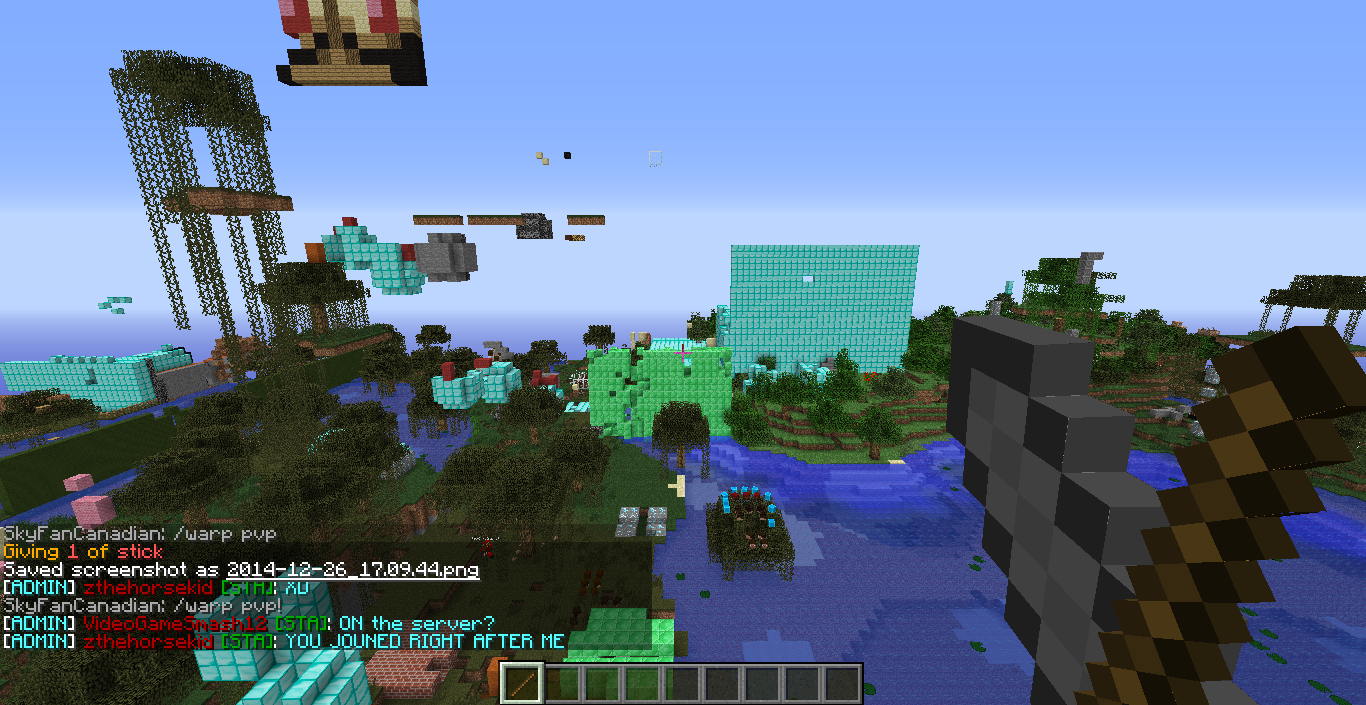 SkyFanCanadian: /warp pvp
Giving 1 of stick
Saved screenshot as 2014-12-26_17.09.44.png
[ADMIN] zthehorsekid [STA]: XD
SkyFanCanadian: /warp pvp!
[ADMIN] VideoGameSmash12 [STA]: ON the server?
[ADMIN] zthehorsekid [STA]: YOU JOUNED RIGHT AFTER ME